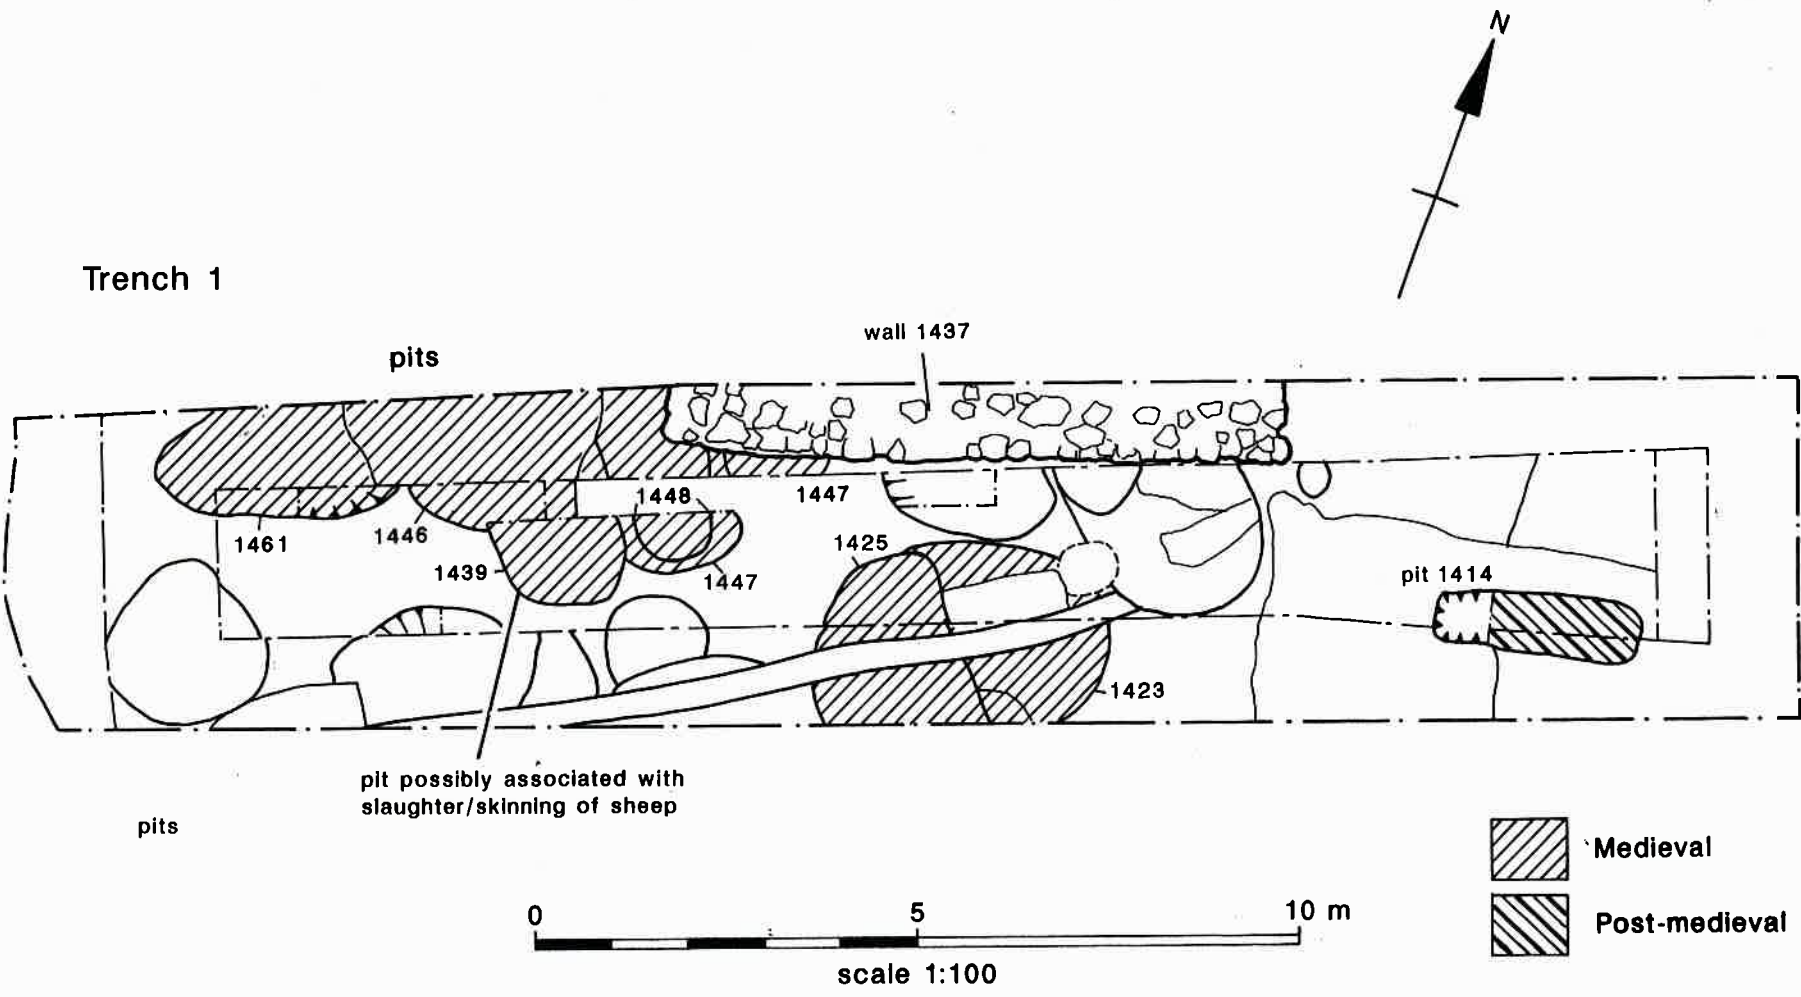 N
Trench 1
wall 1437
pits
1448
1447
1461
1446
1425
1439
1447
pit 1414
1423
pit possibly associated with
slaughter/skinning of sheep
pits
Medieval
0 5 10 m
Post-medieval
scale 1:100